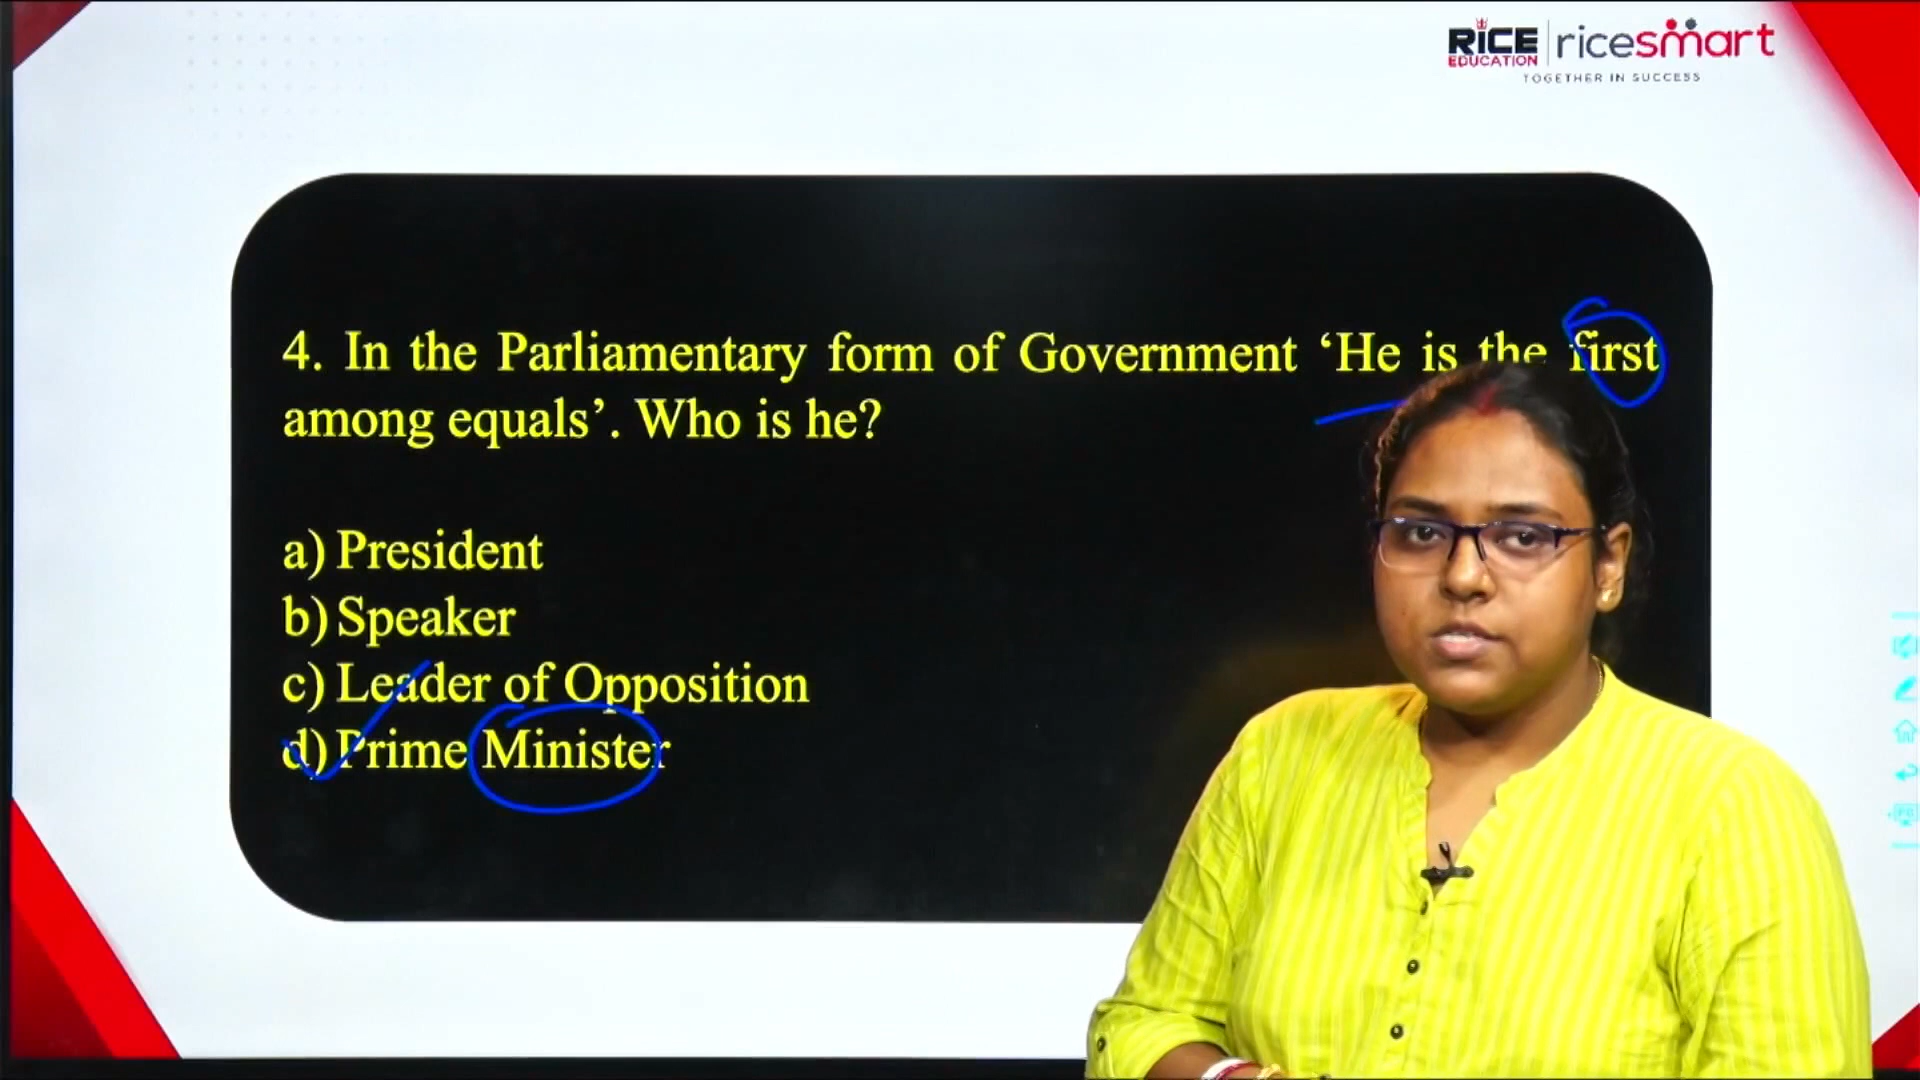 RICE
EDUCATION
ricesmart
TOGETHER IN SUCCESS
4. In the Parliamentary form of Government ‘He is the first
among equals’. Who is he?
a) President
b) Speaker
c) Leader of Opposition
d) Prime Minister